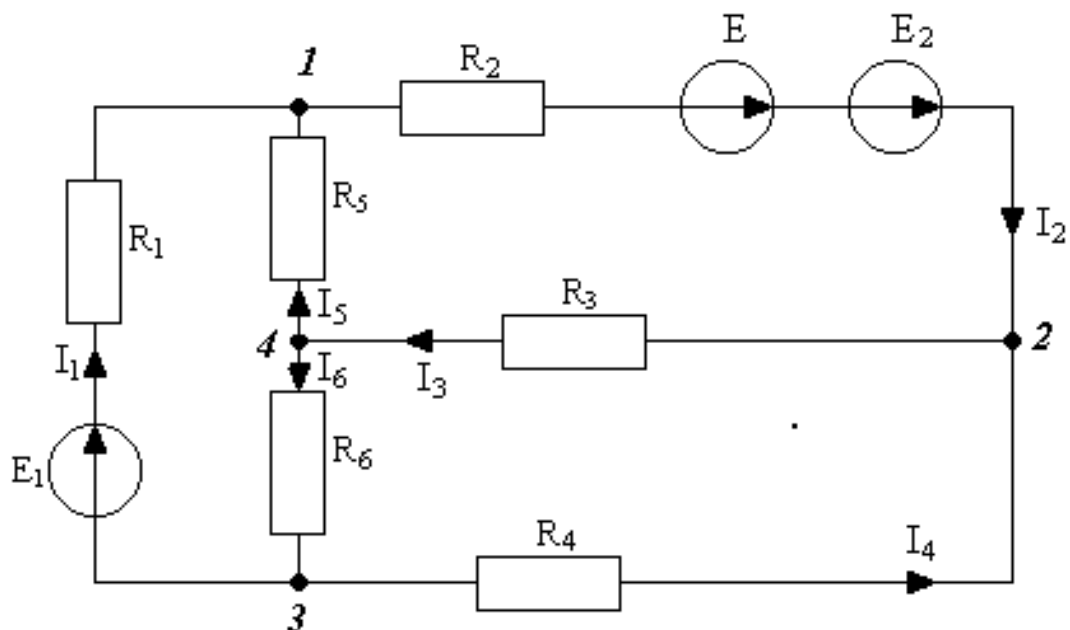 1
R₂
E
E₂
R₁
R₅
I₂
I₅
R₃
4
2
I₁
I₆
I₃
E₁
R₆
R₄
I₄
3